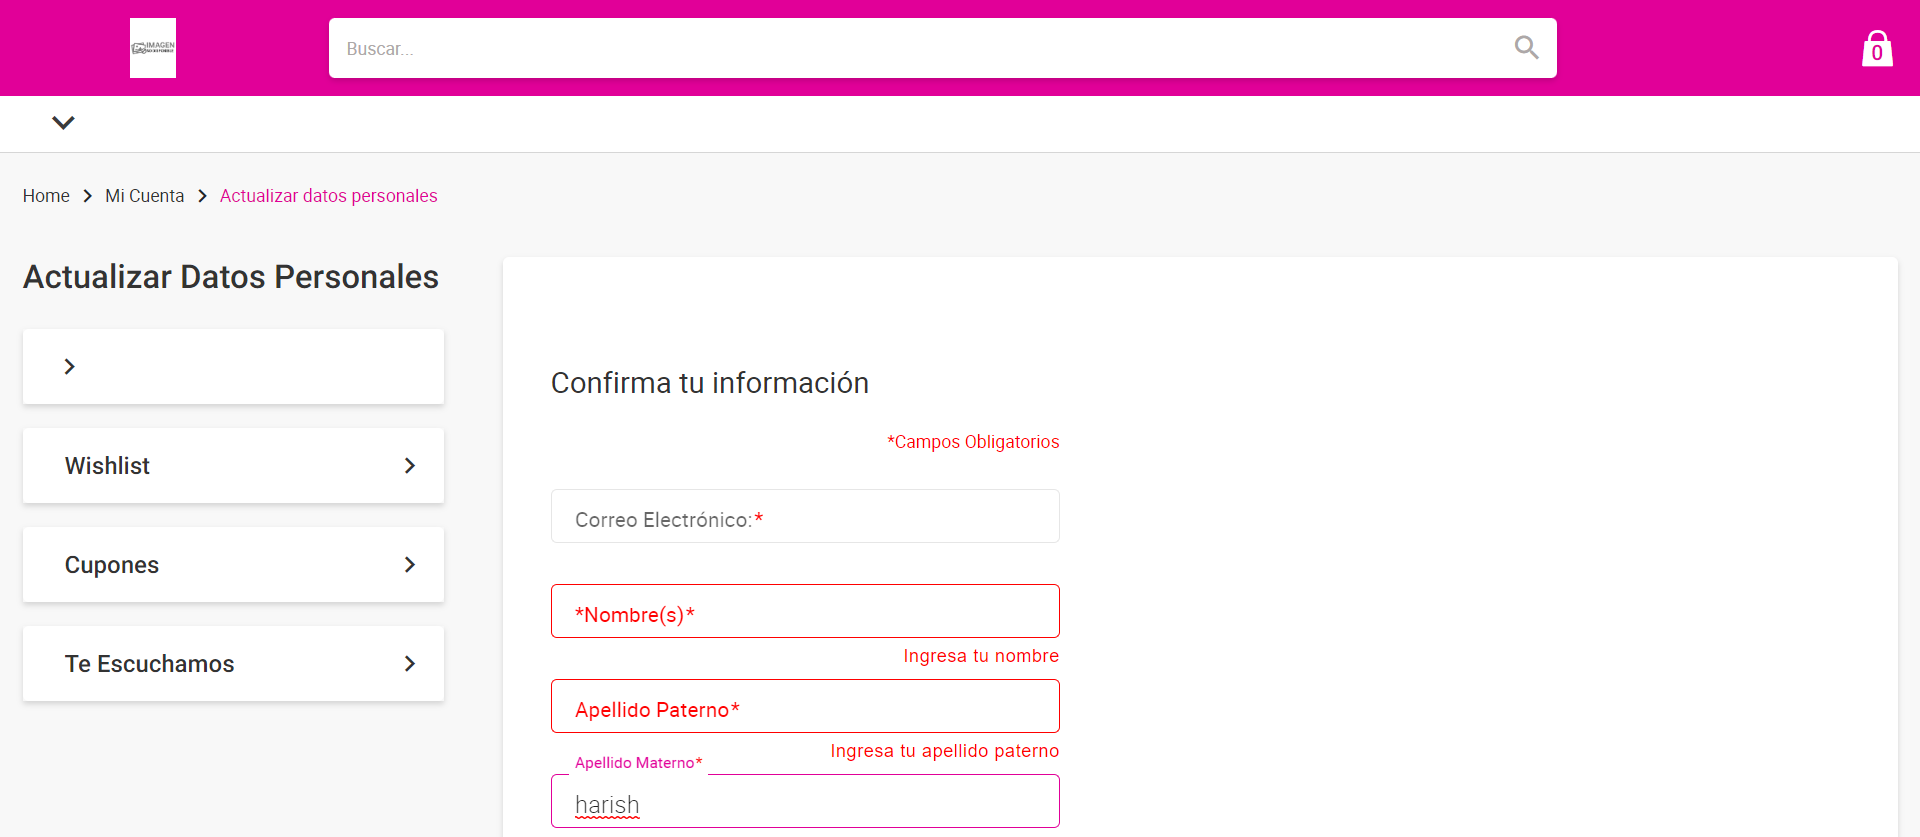 IMAGEN
Buscar...
0
Home
Mi Cuenta
Actualizar datos personales
Actualizar Datos Personales
Wishlist
Cupones
Te Escuchamos
Confirma tu información
*Campos Obligatorios
Correo Electrónico:*
*Nombre(s)*
Ingresa tu nombre
Apellido Paterno*
Ingresa tu apellido paterno
Apellido Materno*
harish